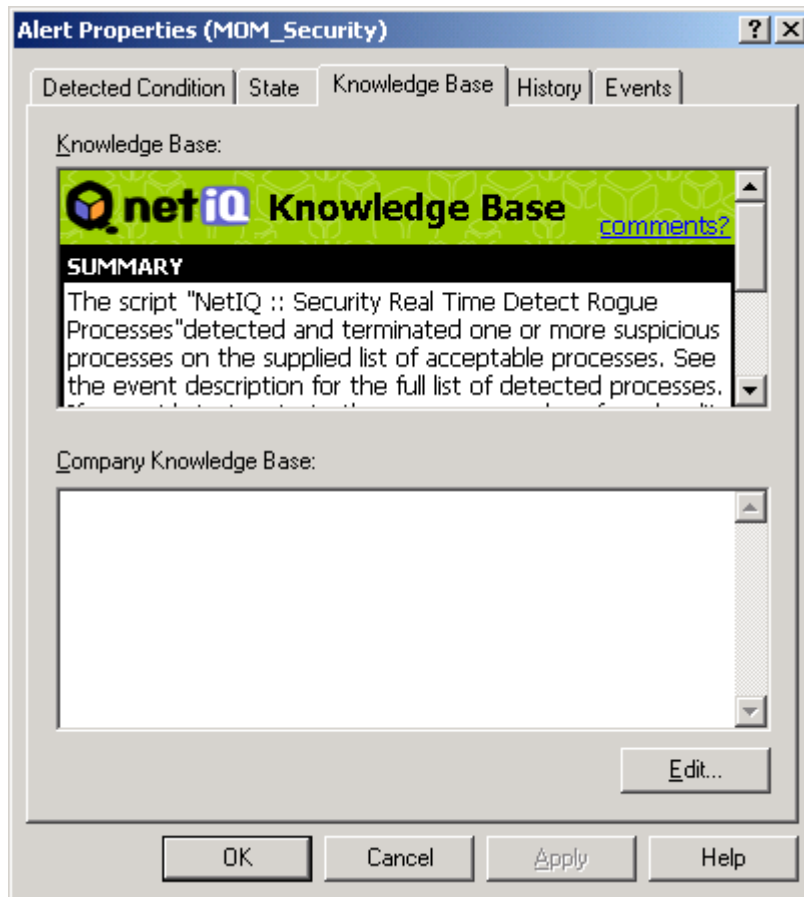 Alert Properties (MOM_Security)
Detected Condition State Knowledge Base History Events
Knowledge Base:
netiQ Knowledge Base comments?
SUMMARY
The script "NetIQ :: Security Real Time Detect Rogue
Processes"detected and terminated one or more suspicious
processes on the supplied list of acceptable processes. See
the event description for the full list of detected processes.
Company Knowledge Base:
Edit...
OK Cancel Apply Help